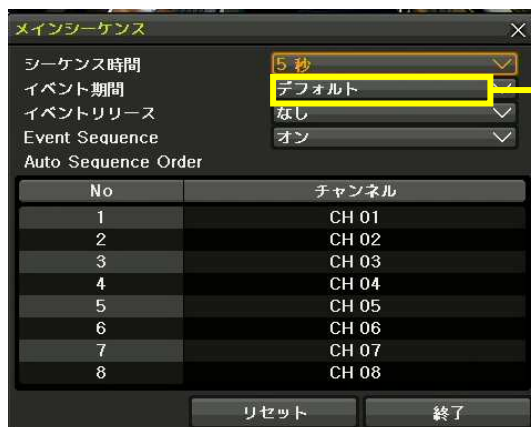 メインシーケンス
シーケンス時間 5 秒
イベント期間 デフォルト
イベントリリース なし
Event Sequence オン
Auto Sequence Order
No チャンネル
1 CH 01
2 CH 02
3 CH 03
4 CH 04
5 CH 05
6 CH 06
7 CH 07
8 CH 08
リセット 終了